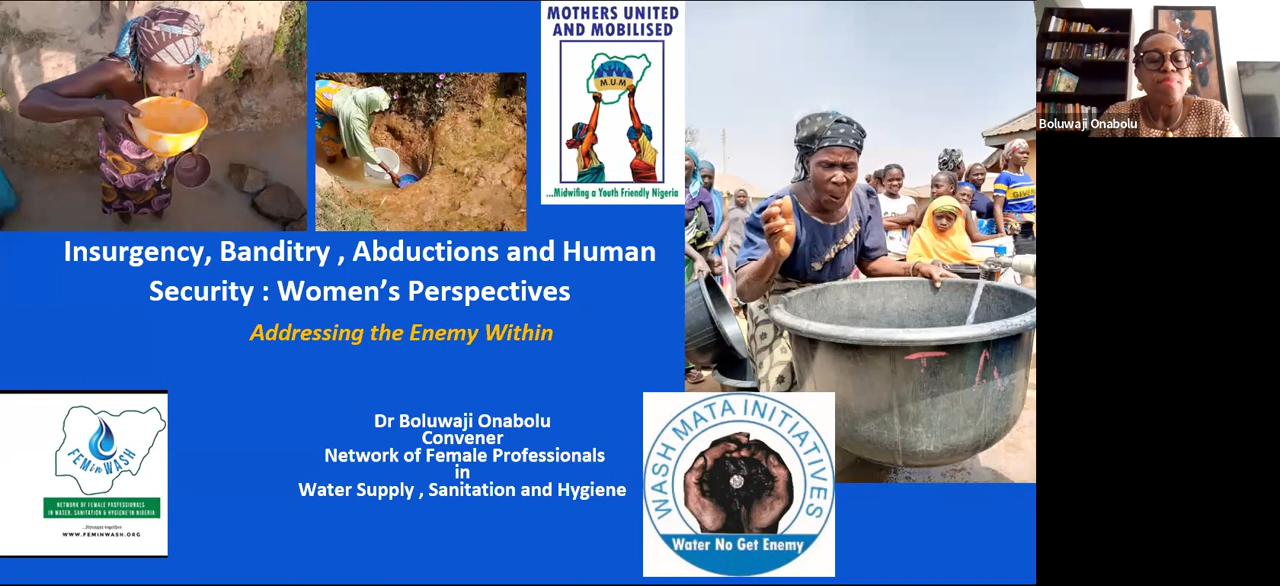 MOTHERS UNITED
AND MOBILISED
M.U.M
...Midwifing a Youth Friendly Nigeria
Boluwaji Onabolu
Insurgency, Banditry , Abductions and Human
Security : Women's Perspectives
Addressing the Enemy Within
Dr Boluwaji Onabolu
Convener
Network of Female Professionals
in
Water Supply , Sanitation and Hygiene
FEMinWASH
NETWORK OF FEMALE PROFESSIONALS
IN WATER, SANITATION & HYGIENE IN NIGERIA
...Stronger together
WWW.FEMINWASH.ORG
WASH MATA INITIATIVES
Water No Get Enemy